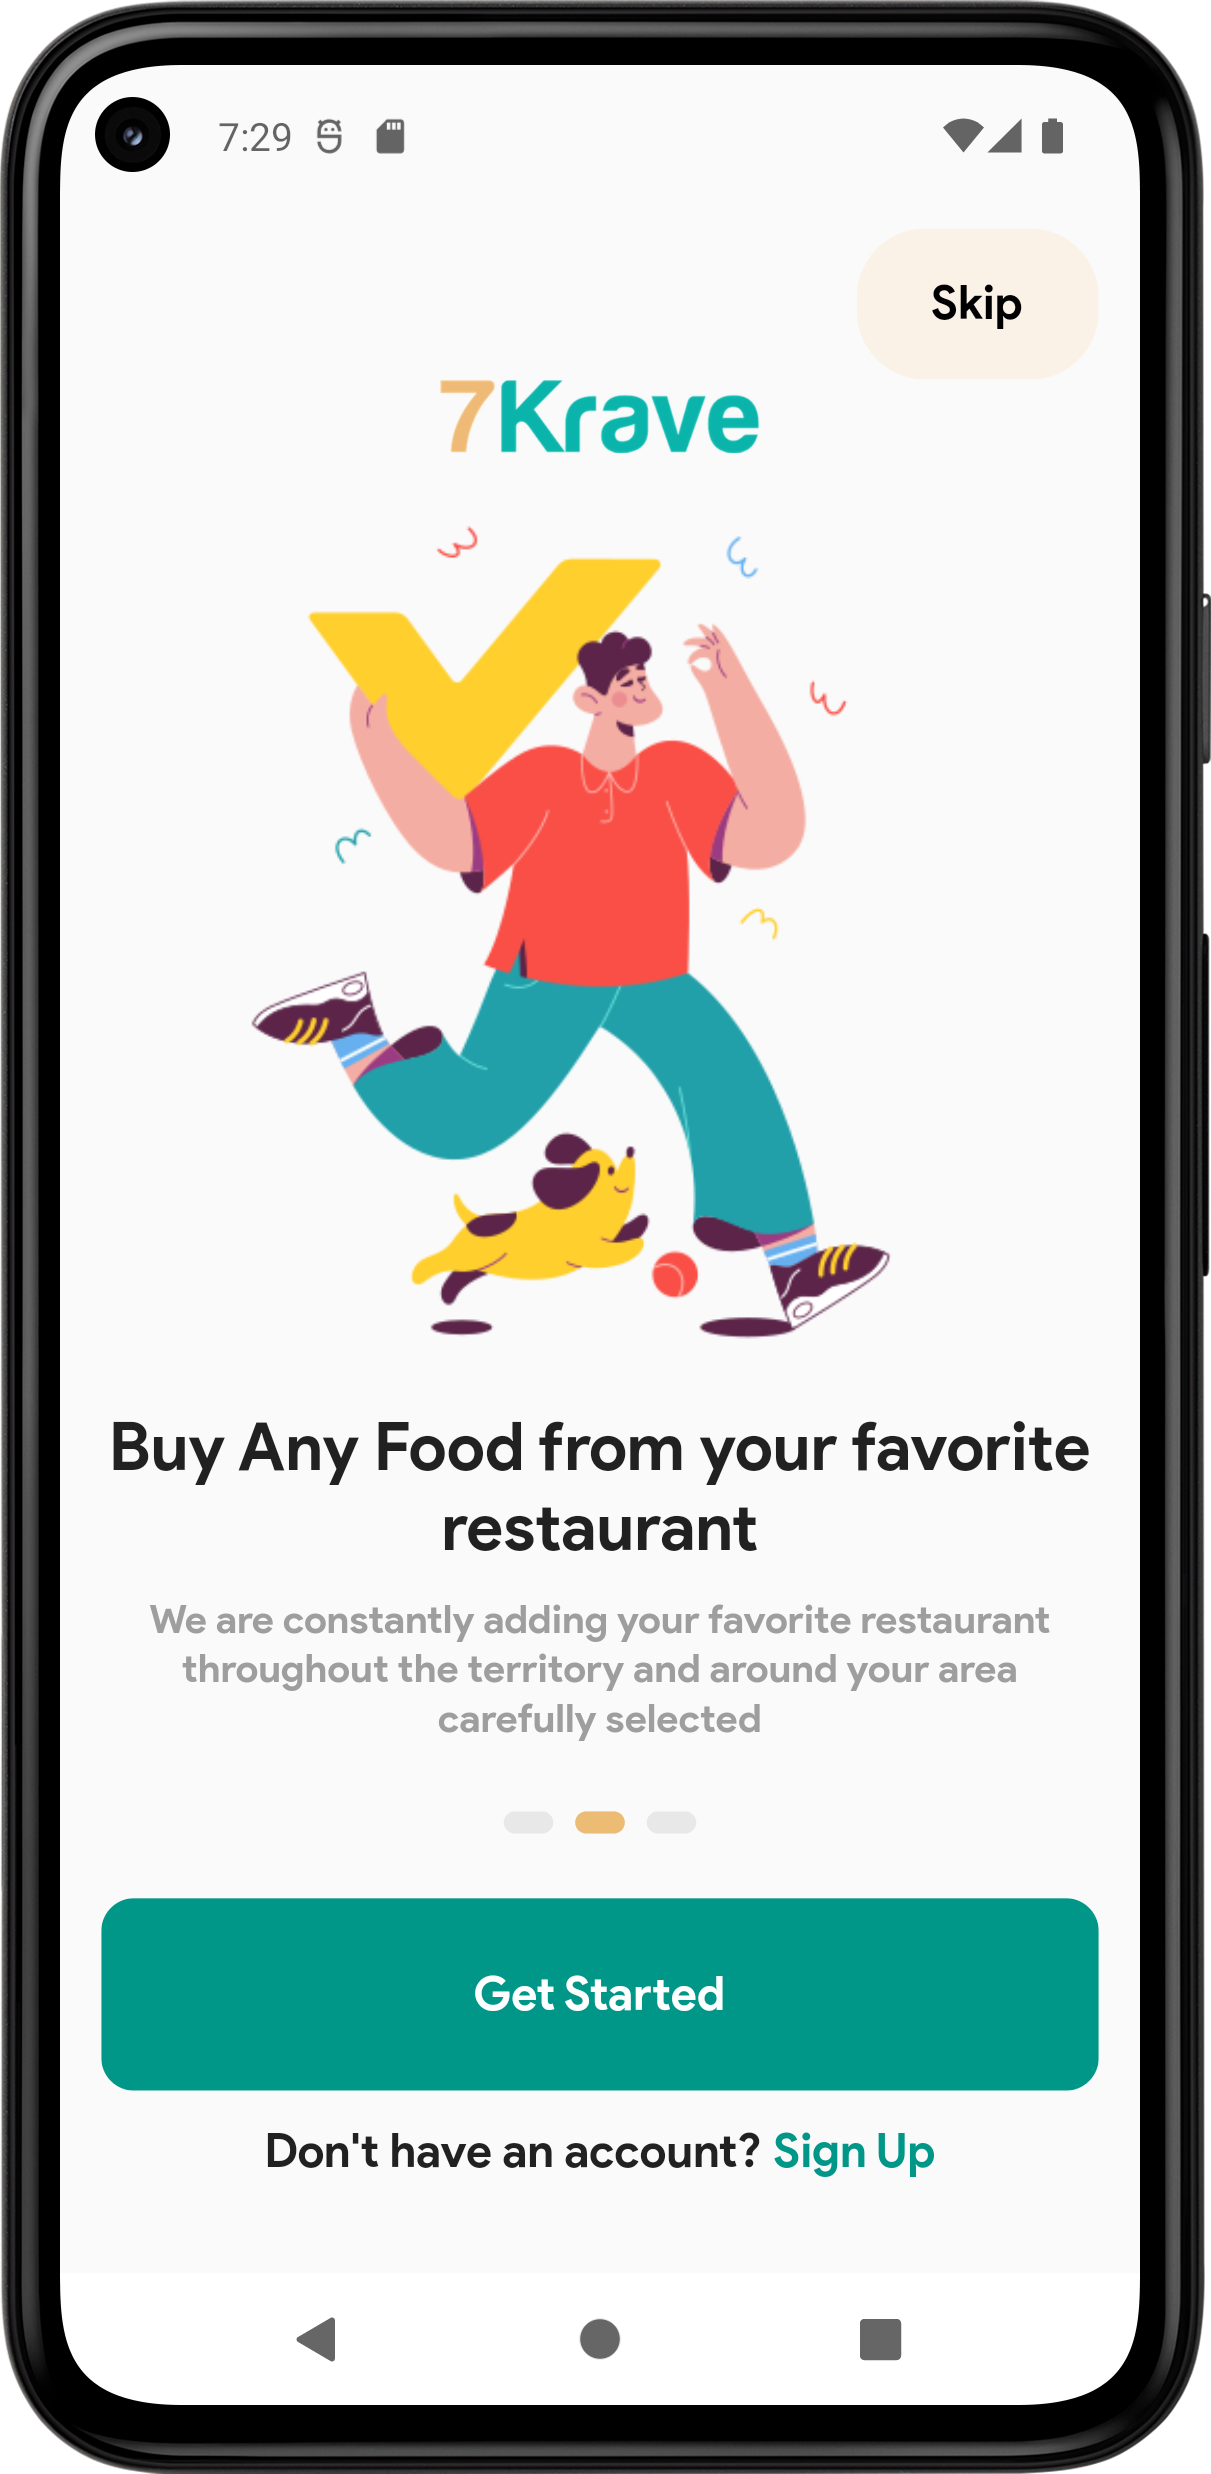 7:29
Skip
7Krave
Buy Any Food from your favorite
restaurant
We are constantly adding your favorite restaurant
throughout the territory and around your area
carefully selected
Get Started
Don't have an account? Sign Up